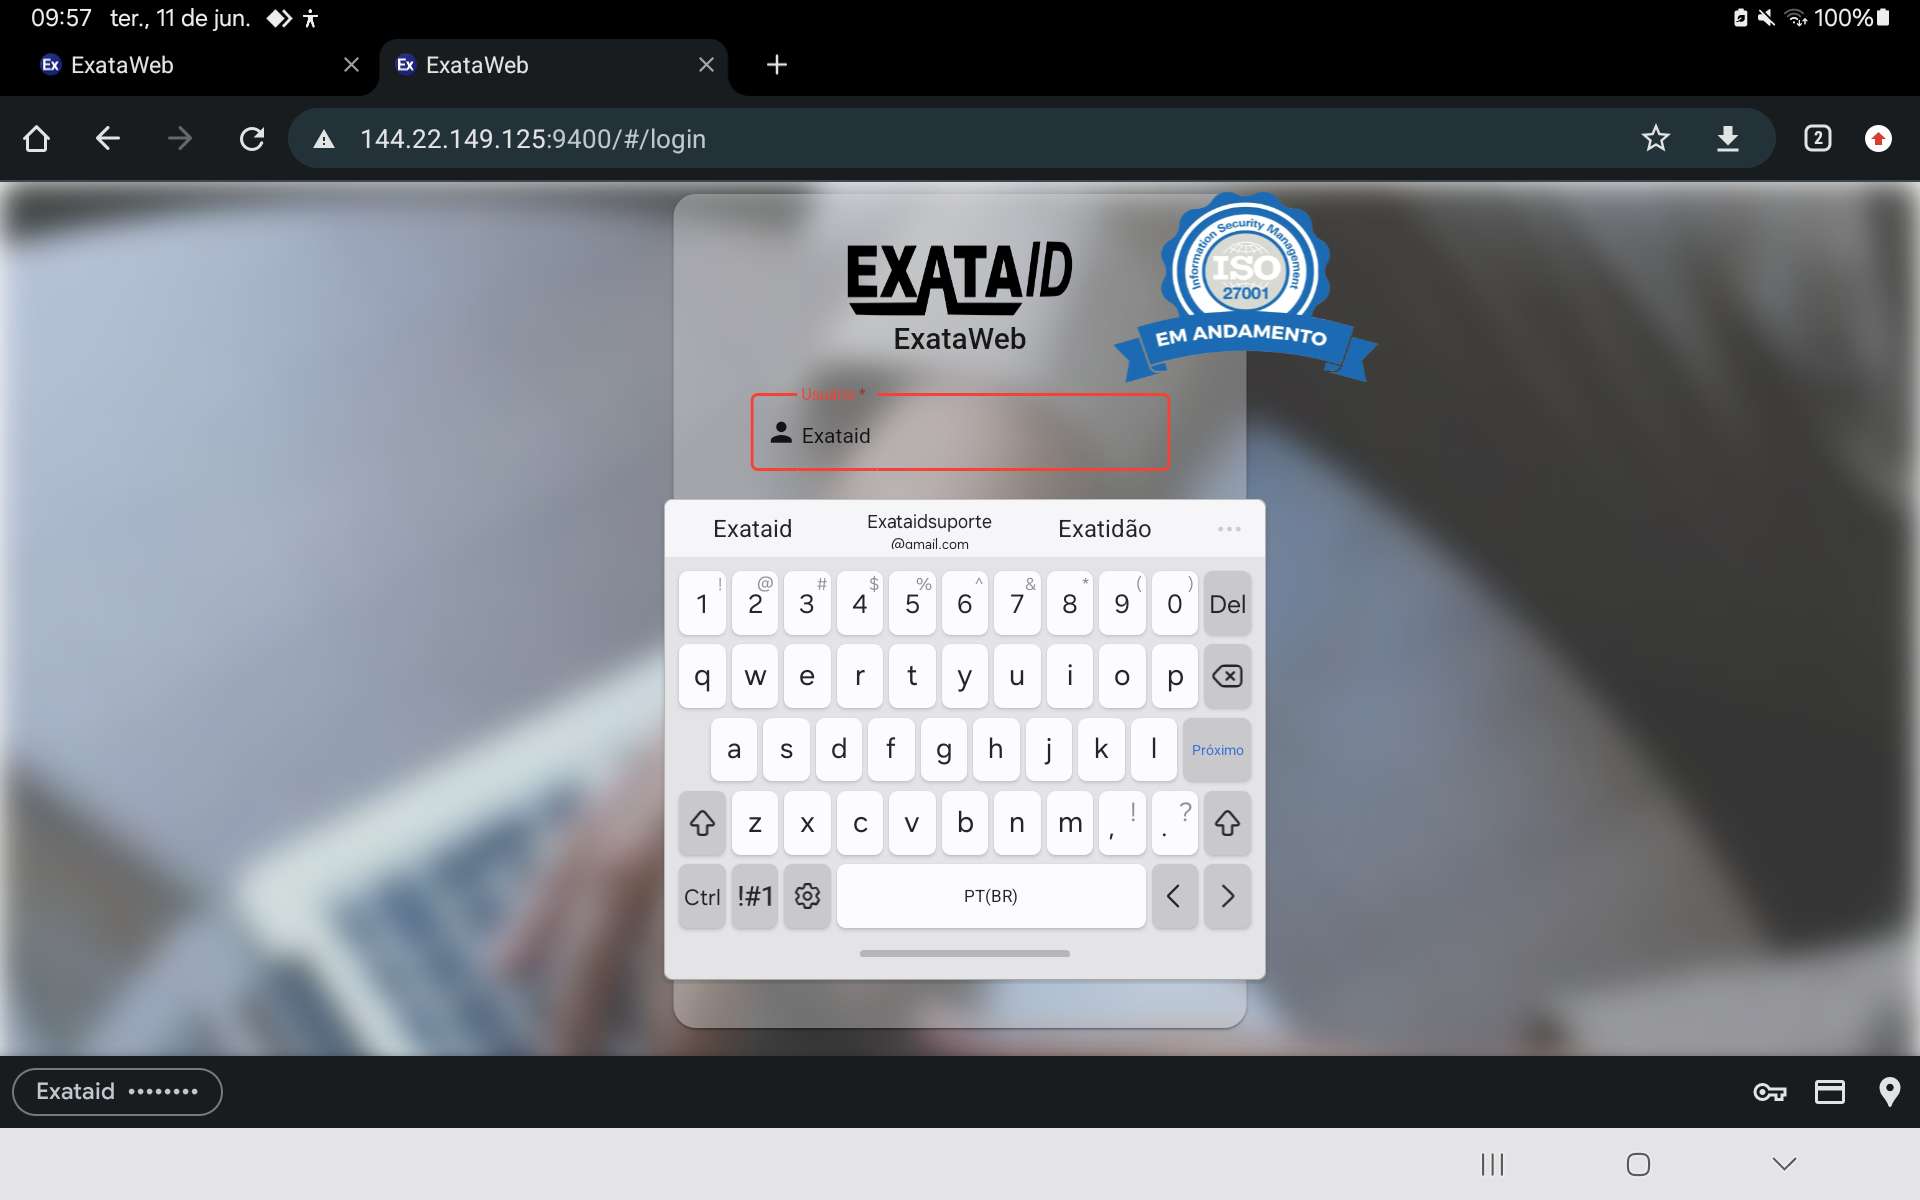 09:57 ter., 11 de jun. 100%
ExataWeb ExataWeb
2
144.22.149.125:9400/#/login
EXATAID
ExataWeb
Information Security Management
ISO
27001
EM ANDAMENTO
Usuário *
Exataid
Exataid Exataidsuporte @gmail.com Exatidão
! @ # $ % ^ & * ( )
1 2 3 4 5 6 7 8 9 0 Del
q w e r t y u i o p
a s d f g h j k l Próximo
z x c v b n m , ! . ?
Ctrl !#1 PT(BR) < >
Exataid ••••••••